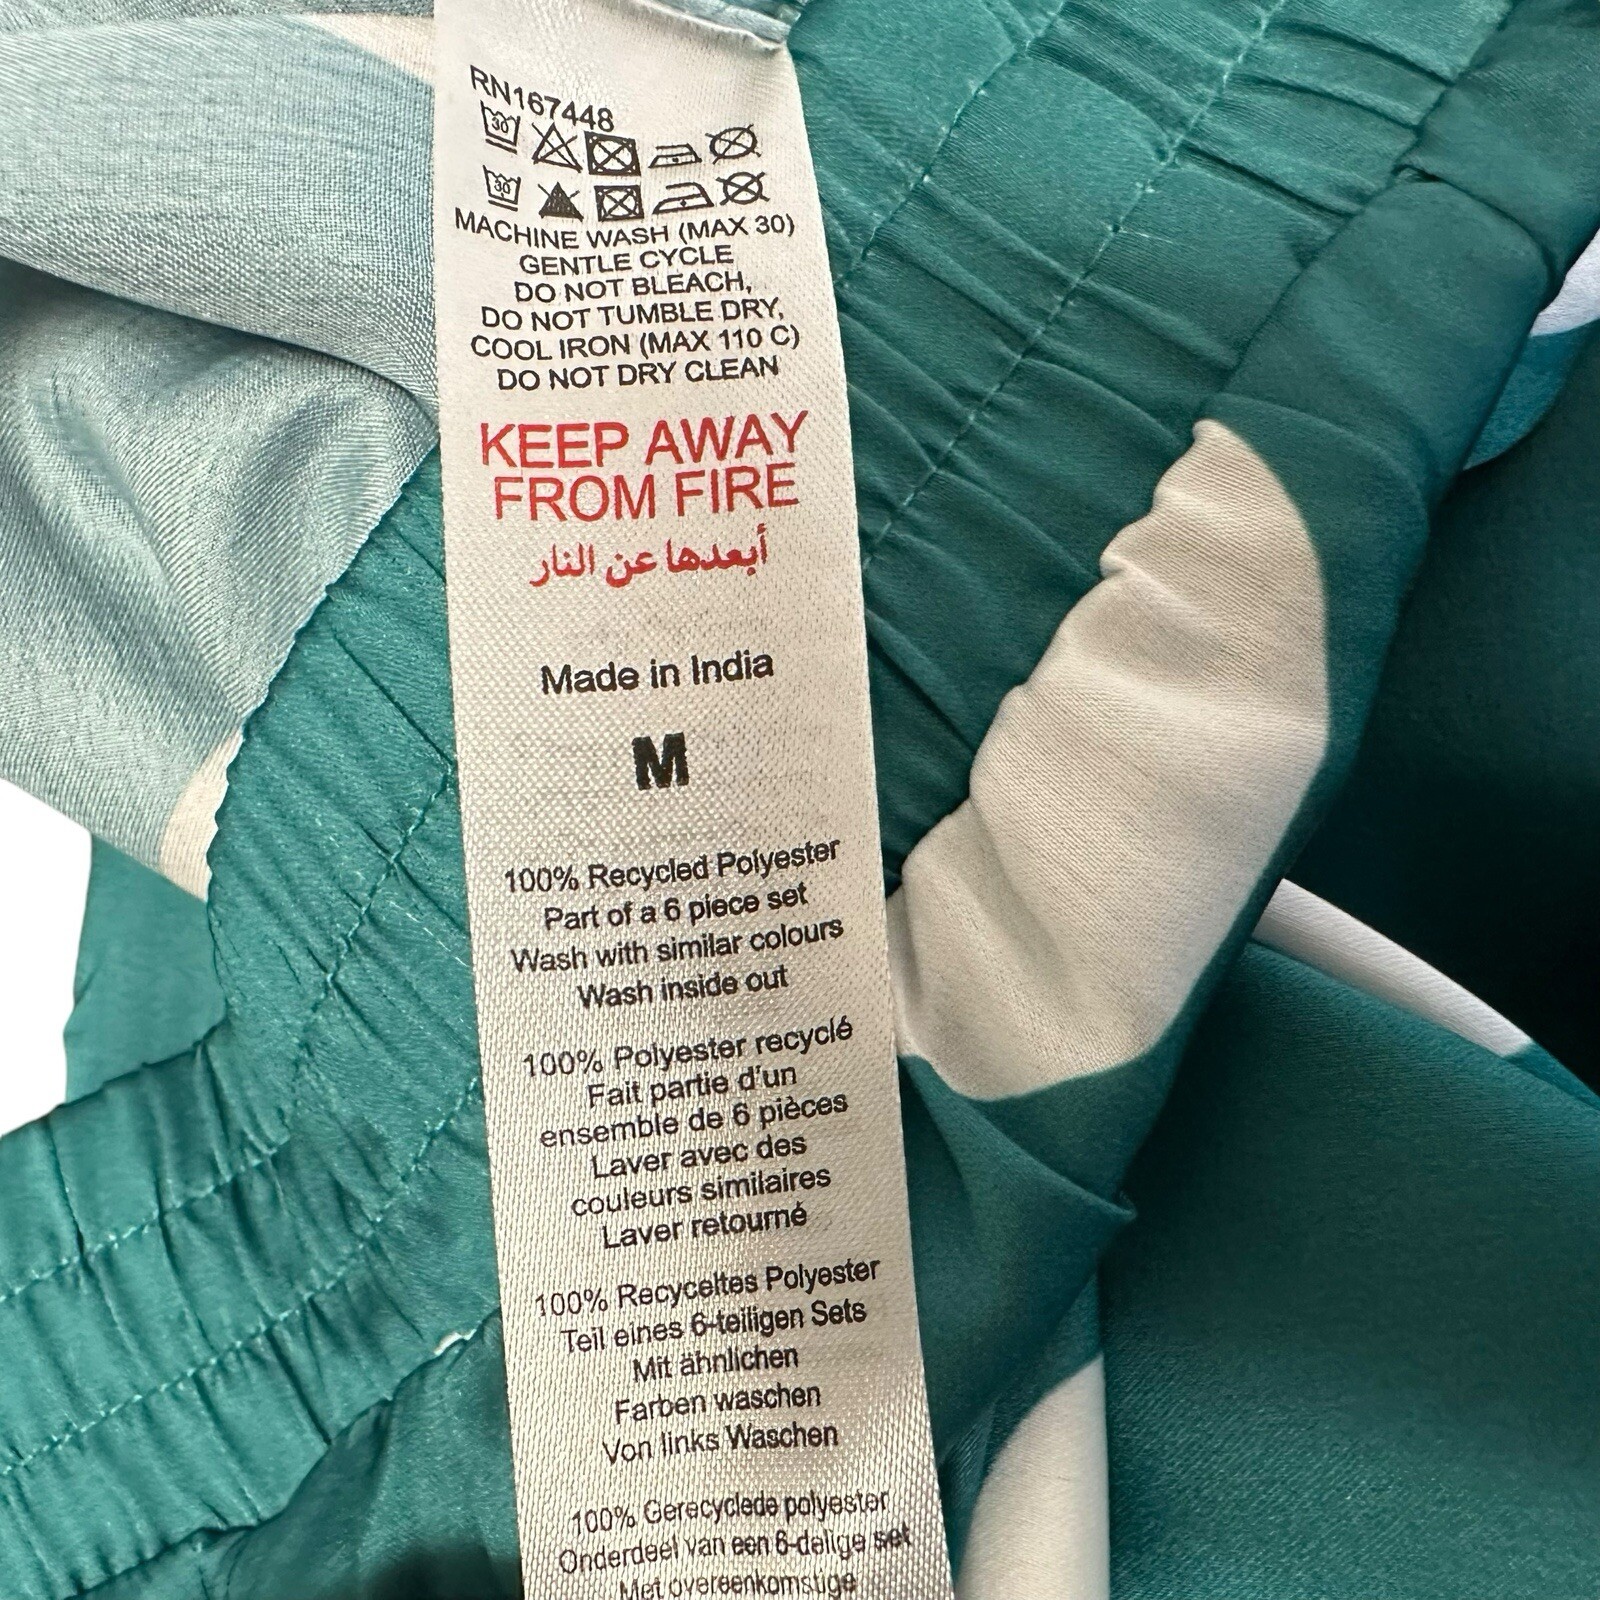 RN167448
30
30
MACHINE WASH (MAX 30)
GENTLE CYCLE
DO NOT BLEACH,
DO NOT TUMBLE DRY,
COOL IRON (MAX 110 C)
DO NOT DRY CLEAN
KEEP AWAY
FROM FIRE
أبعدها عن النار
Made in India
M
100% Recycled Polyester
Part of a 6 piece set
Wash with similar colours
Wash inside out
100% Polyester recyclé
Fait partie d'un
ensemble de 6 pièces
Laver avec des
couleurs similaires
Laver retourné
100% Recyceltes Polyester
Teil eines 6-teiligen Sets
Mit ähnlichen
Farben waschen
Von links Waschen
100% Gerecyclede polyester
Onderdeel van een 6-delige set
Met overeenkomstige